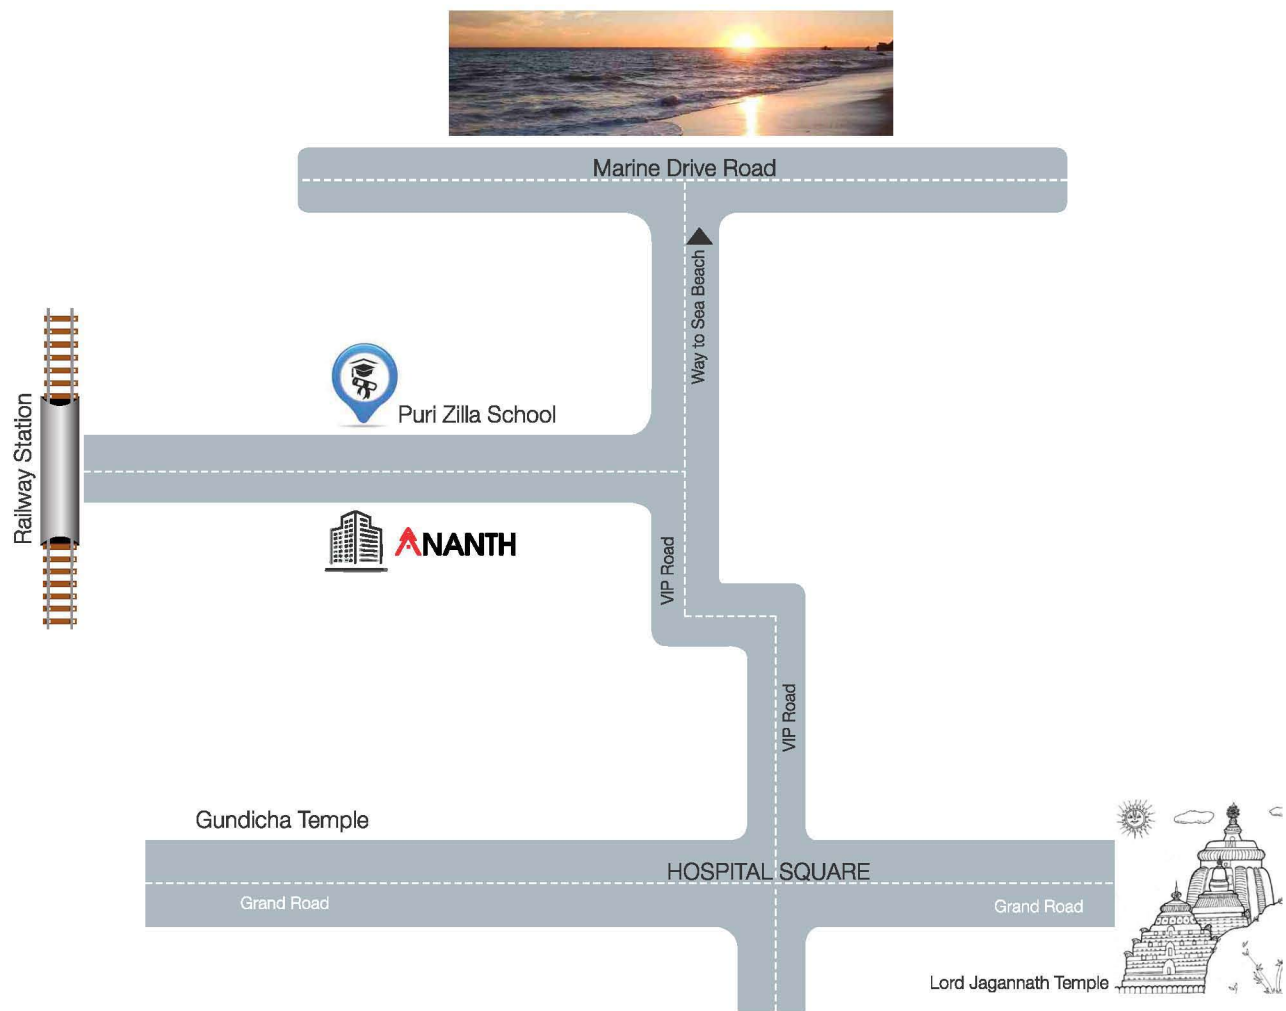 Marine Drive Road
Way to Sea Beach
Railway Station
Puri Zilla School
ANANTH
VIP Road
VIP Road
Gundicha Temple
HOSPITAL SQUARE
Grand Road
Grand Road
Lord Jagannath Temple